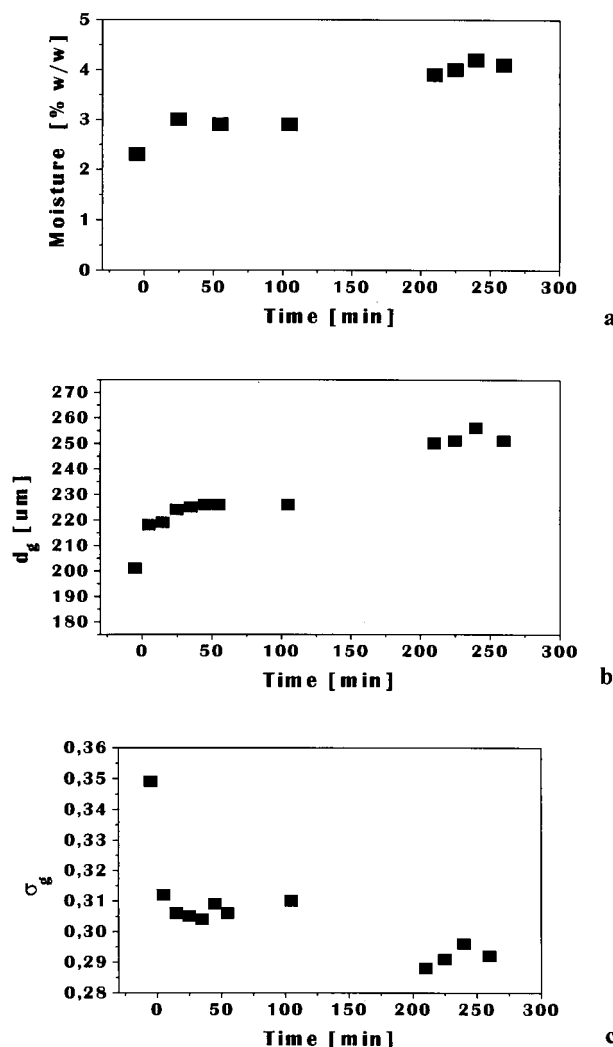 5
4
3
2
1
0
Moisture [% w/w]
0 50 100 150 200 250 300
Time [min]
a
270
260
250
240
230
220
210
200
190
180
d_g [um]
0 50 100 150 200 250 300
Time [min]
b
0,36
0,35
0,34
0,33
0,32
0,31
0,30
0,29
0,28
σ_g
0 50 100 150 200 250 300
Time [min]
c